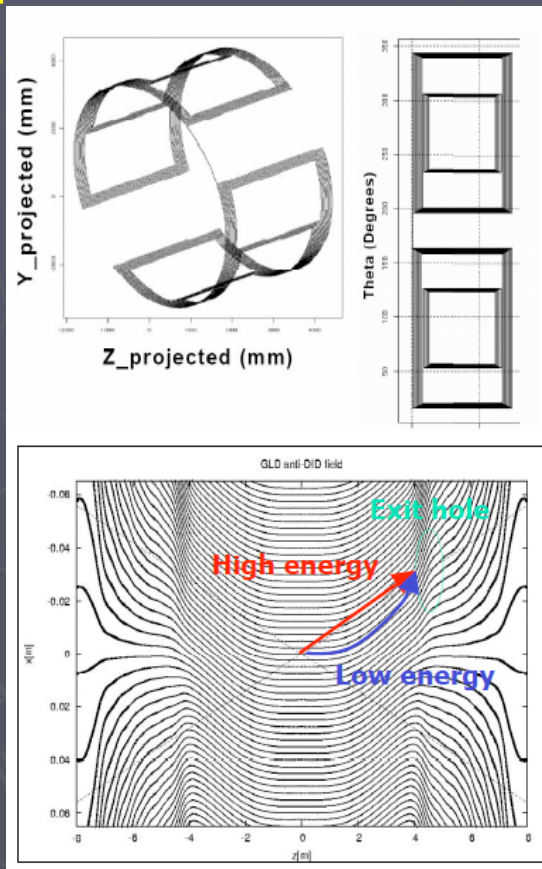 Y_projected (mm)
Z_projected (mm)
Theta (Degrees)
50
GLD anti-DID field
Exit hole
High energy
Low energy
x[m]
-0.06
-0.04
-0.02
0
0.02
0.04
0.06
-8
-6
-4
-2
0
2
4
6
8
z[m]